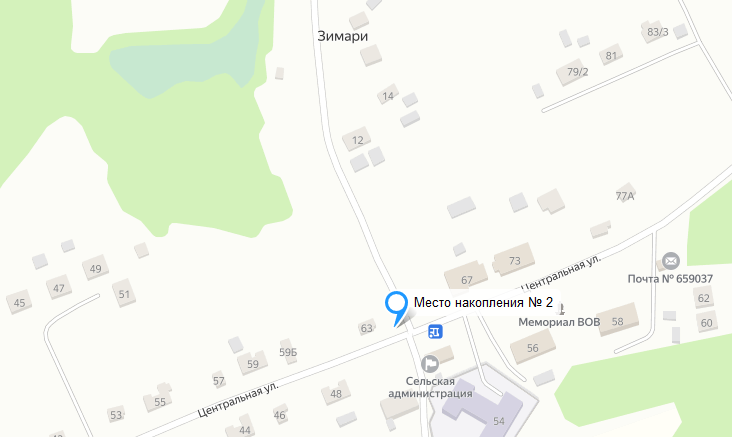 Зимари
83/3
81
79/2
14
12
77А
73
67
Центральная ул.
Почта № 659037
49
47
45
51
Место накопления № 2
62
60
58
Мемориал ВОВ
56
63
59Б
59
57
55
53
Центральная ул.
48
46
44
Сельская
администрация
54